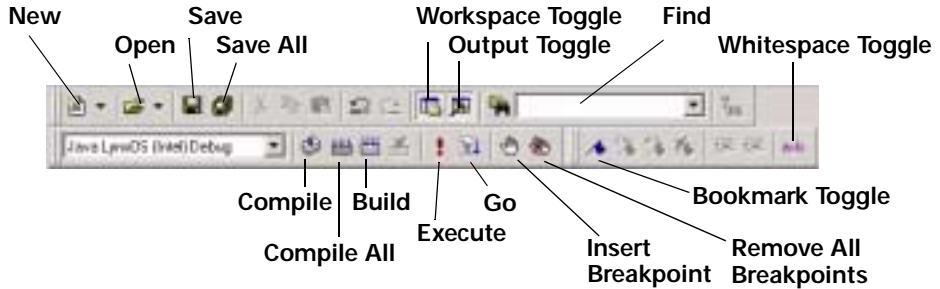 New
Save
Workspace Toggle
Find
Open
Save All
Output Toggle
Whitespace Toggle
Java LynxOS (Intel) Debug
Compile
Build
Go
Bookmark Toggle
Compile All
Execute
Insert
Breakpoint
Remove All
Breakpoints